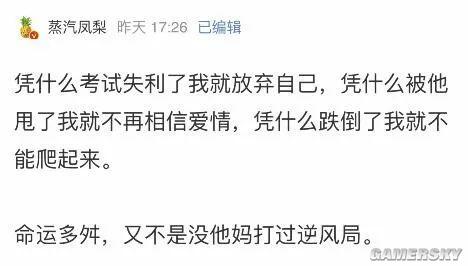 蒸汽凤梨 昨天 17:26 已编辑
凭什么考试失利了我就放弃自己，凭什么被他
甩了我就不再相信爱情，凭什么跌倒了我就不
能爬起来。
命运多舛，又不是没他妈打过逆风局。
GAMERSKY